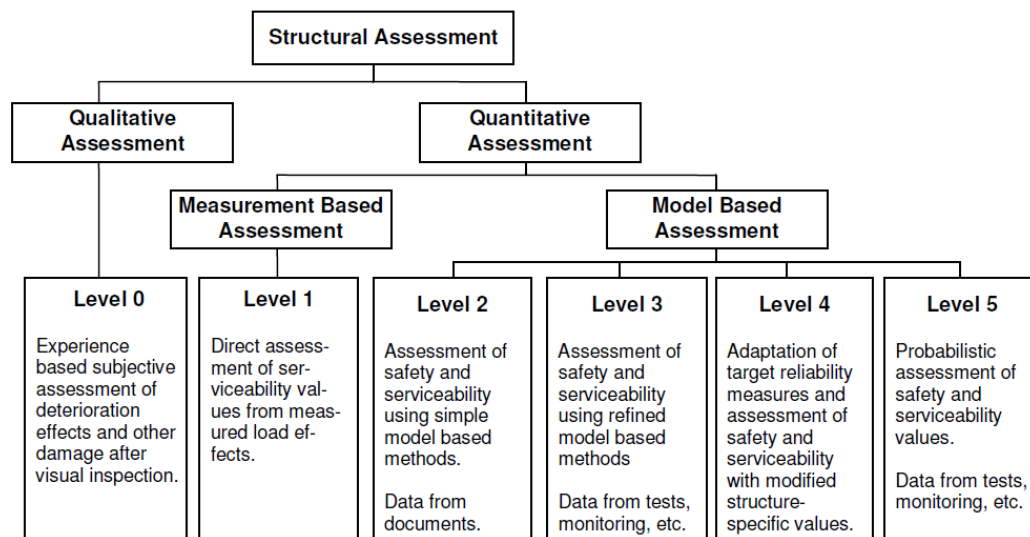 Structural Assessment
Qualitative
Assessment
Quantitative
Assessment
Measurement Based
Assessment
Model Based
Assessment
Level 0
Experience
based subjective
assessment of
deterioration
effects and other
damage after
visual inspection.
Level 1
Direct assess-
ment of ser-
viceability val-
ues from meas-
ured load ef-
fects.
Level 2
Assessment of
safety and
serviceability
using simple
model based
methods.
Data from
documents.
Level 3
Assessment of
safety and
serviceability
using refined
model based
methods
Data from tests,
monitoring, etc.
Level 4
Adaptation of
target reliability
measures and
assessment of
safety and
serviceability
with modified
structure-
specific values.
Level 5
Probabilistic
assessment of
safety and
serviceability
values.
Data from tests,
monitoring, etc.